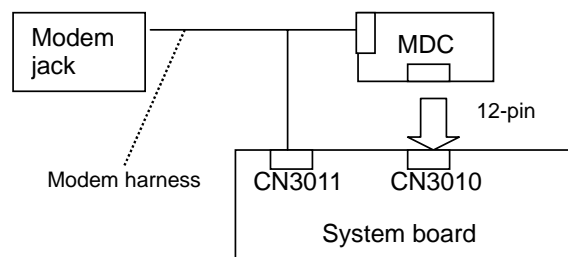 Modem
jack
MDC
12-pin
Modem harness
CN3011
CN3010
System board